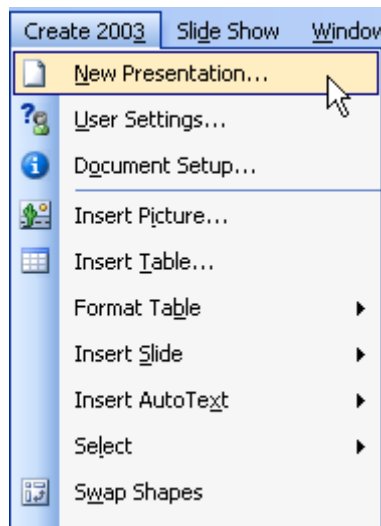 Create 2003 Slide Show Window
New Presentation...
User Settings...
Document Setup...
Insert Picture...
Insert Table...
Format Table
Insert Slide
Insert AutoText
Select
Swap Shapes